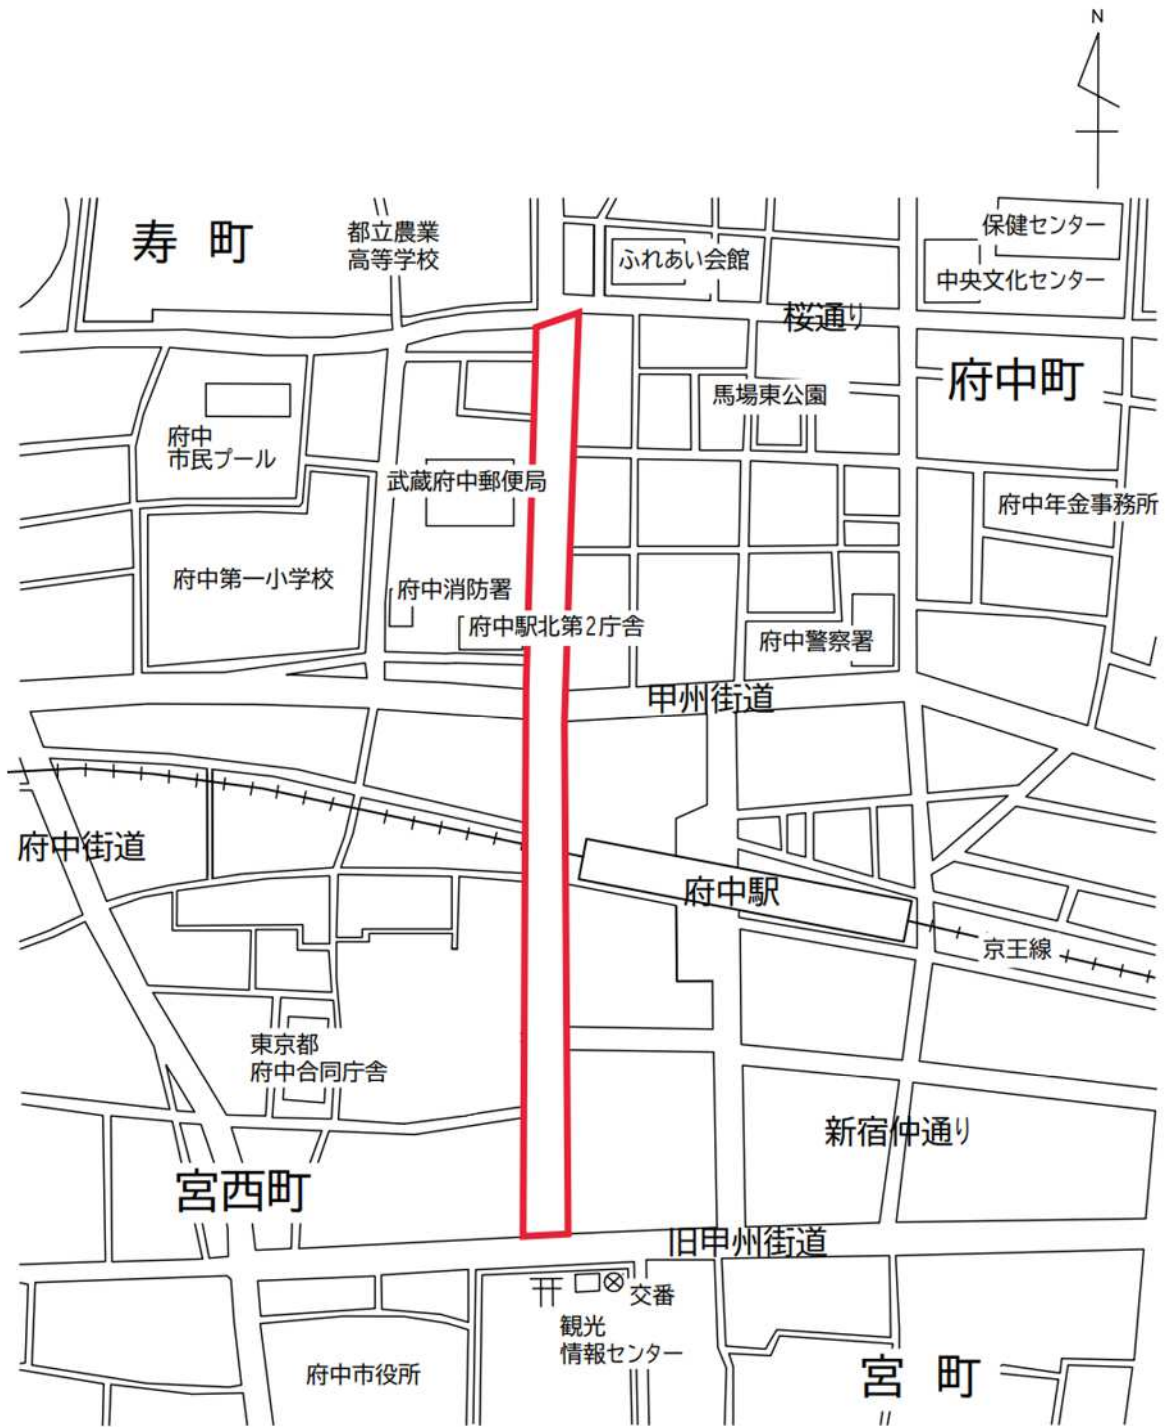 N
寿 町
都立農業
高等学校
ふれあい会館
保健センター
中央文化センター
桜通り
府中町
馬場東公園
府中
市民プール
武蔵府中郵便局
府中年金事務所
府中第一小学校
府中消防署
府中駅北第2庁舎
府中警察署
甲州街道
府中街道
府中駅
京王線
東京都
府中合同庁舎
新宿仲通り
宮西町
旧甲州街道
交番
観光
情報センター
府中市役所
宮 町